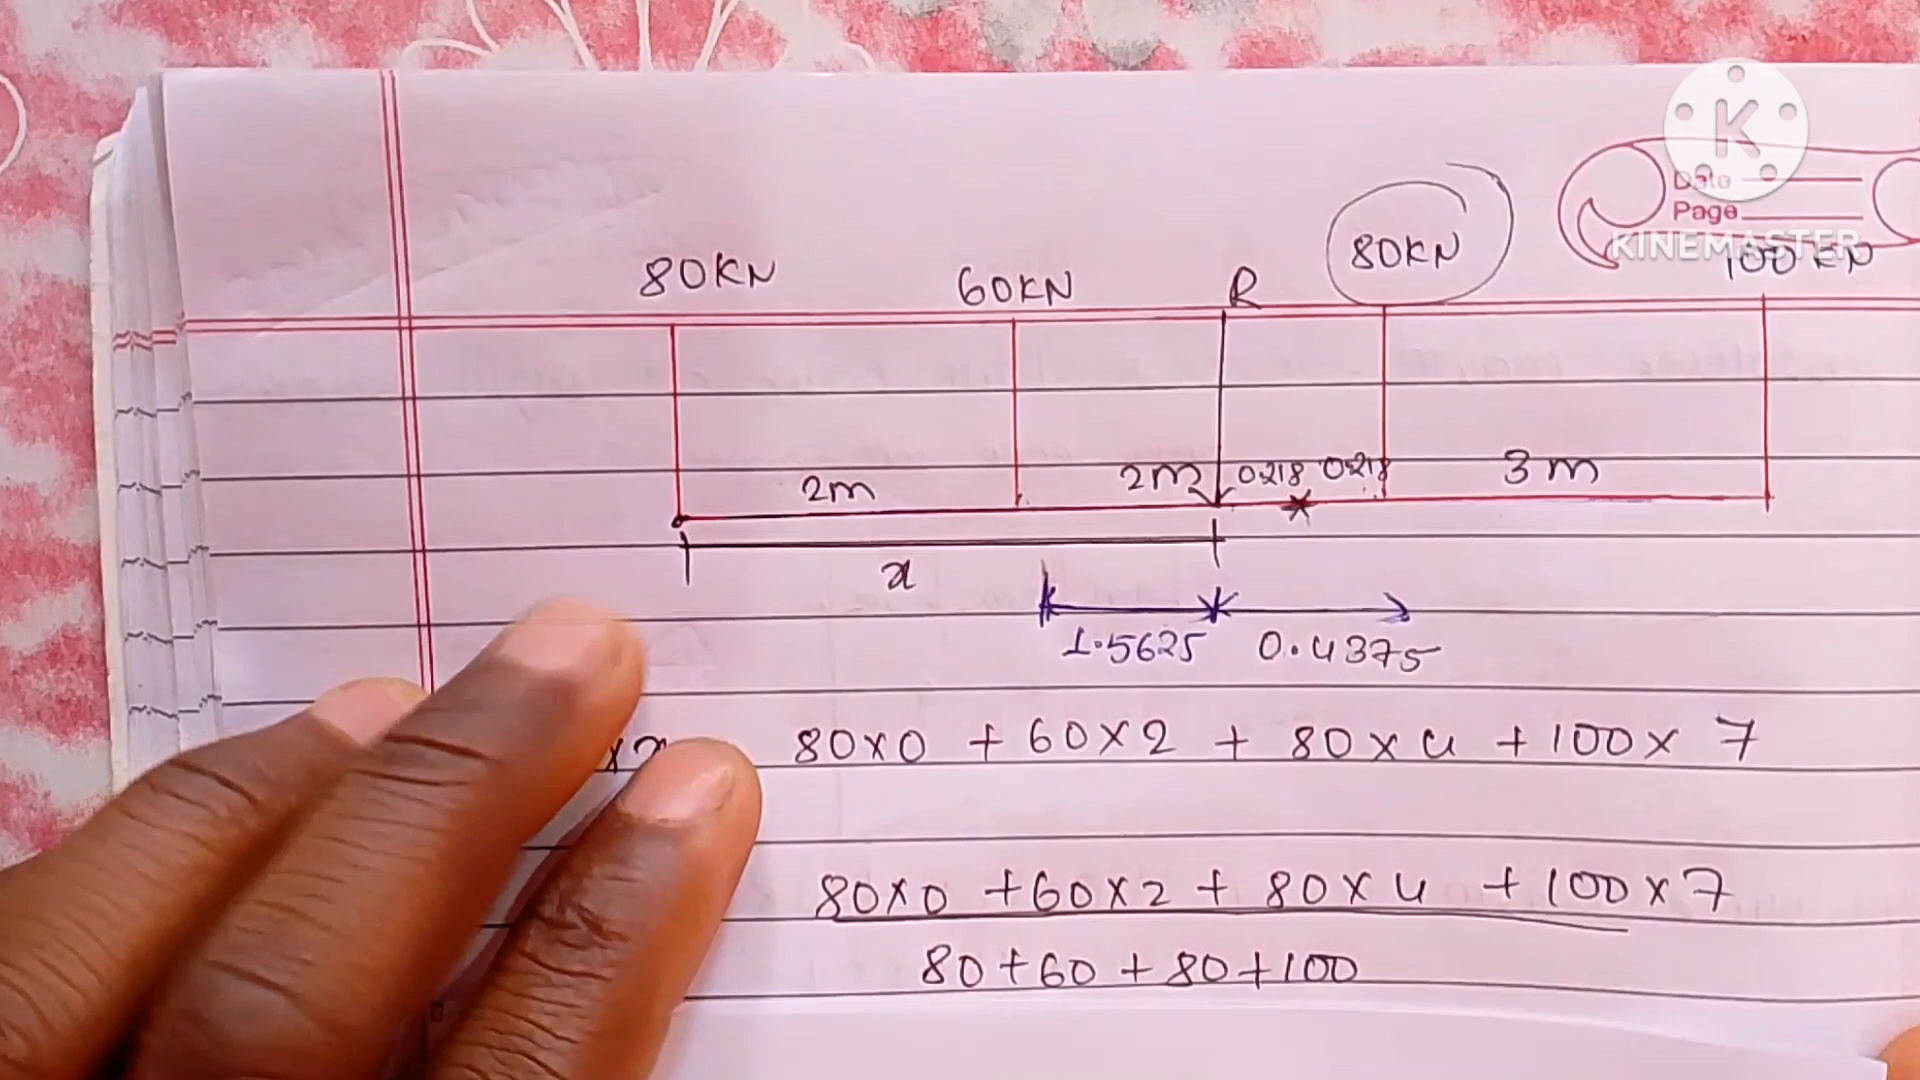 Date
Page
KINEMASTER
80KN 60KN R 80KN 100KN
2m 2m 0.218 0.218 3m
x
1.5625 0.4375
×x 80×0 + 60×2 + 80×4 + 100×7
80×0 + 60×2 + 80×4 + 100×7
80+60+80+100